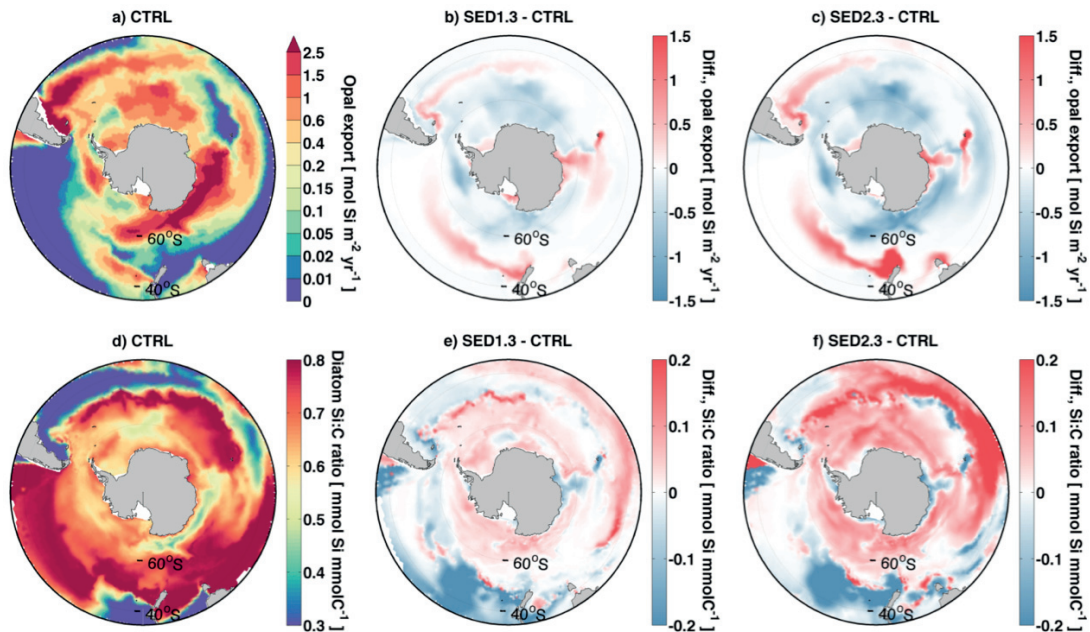 a) CTRL
2.5
1.5
1
0.6
0.4
0.2
0.15
0.1
0.05
0.01
0
Opal export [ mol Si m⁻² yr⁻¹ ]
60°S
40°S
b) SED1.3 - CTRL
1.5
1
0.5
0
-0.5
-1
-1.5
Diff., opal export [ mol Si m⁻² yr⁻¹ ]
60°S
40°S
c) SED2.3 - CTRL
1.5
1
0.5
0
-0.5
-1
-1.5
Diff., opal export [ mol Si m⁻² yr⁻¹ ]
60°S
40°S
d) CTRL
0.8
0.7
0.6
0.5
0.4
0.3
Diatom Si:C ratio [ mmol Si mmolC⁻¹ ]
60°S
40°S
e) SED1.3 - CTRL
0.2
0.1
0
-0.1
-0.2
Diff., Si:C ratio [ mmol Si mmolC⁻¹ ]
60°S
40°S
f) SED2.3 - CTRL
0.2
0.1
0
-0.1
-0.2
Diff., Si:C ratio [ mmol Si mmolC⁻¹ ]
60°S
40°S